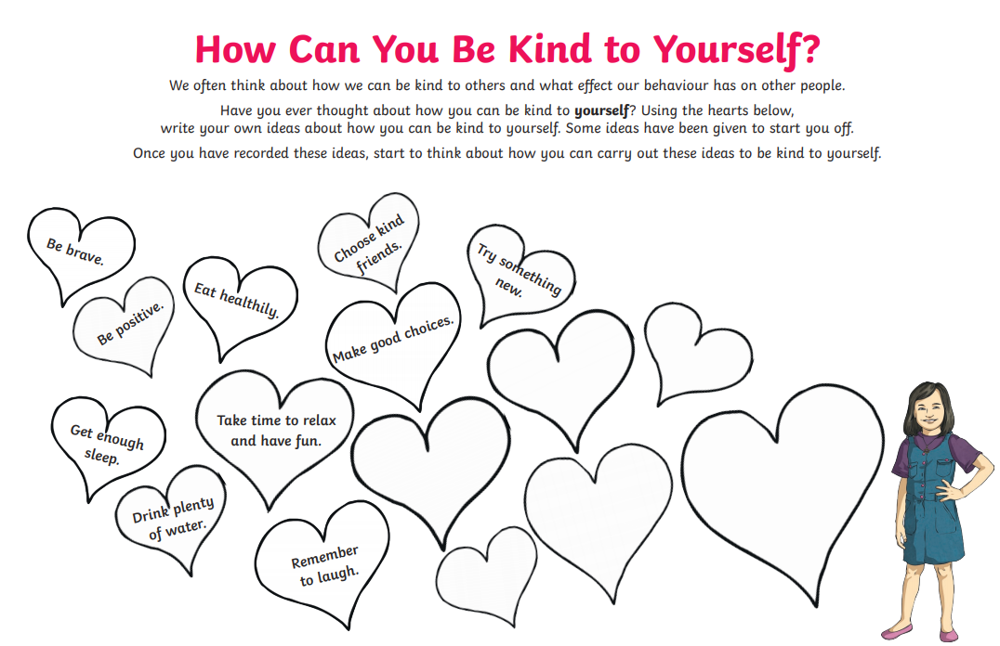 How Can You Be Kind to Yourself?
We often think about how we can be kind to others and what effect our behaviour has on other people.
Have you ever thought about how you can be kind to yourself? Using the hearts below,
write your own ideas about how you can be kind to yourself. Some ideas have been given to start you off.
Once you have recorded these ideas, start to think about how you can carry out these ideas to be kind to yourself.
Be brave.
Be positive.
Eat healthily.
Choose kind
friends.
Make good choices.
Try something
new.
Get enough
sleep.
Take time to relax
and have fun.
Drink plenty
of water.
Remember
to laugh.